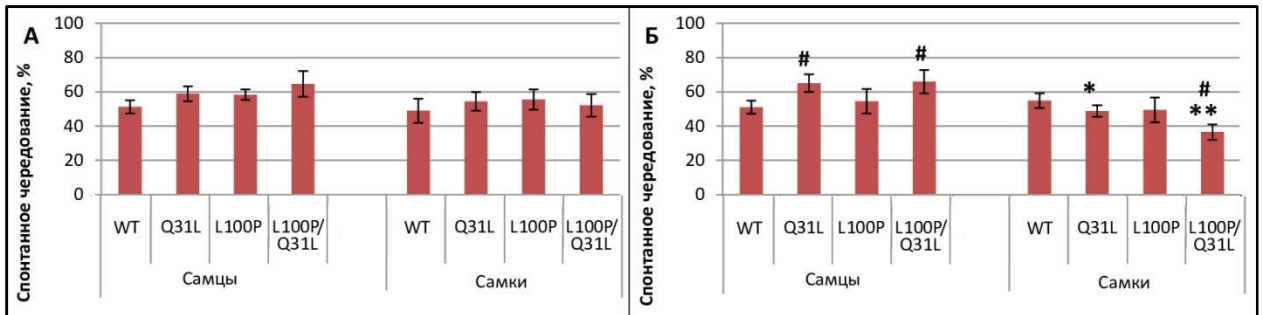 А
Спонтанное чередование, %
100
80
60
40
20
0
WT Q31L L100P L100P/
Q31L
WT Q31L L100P L100P/
Q31L
Самцы Самки
Б
Спонтанное чередование, %
100
80
60
40
20
0
# # * #
**
WT Q31L L100P L100P/
Q31L
WT Q31L L100P L100P/
Q31L
Самцы Самки